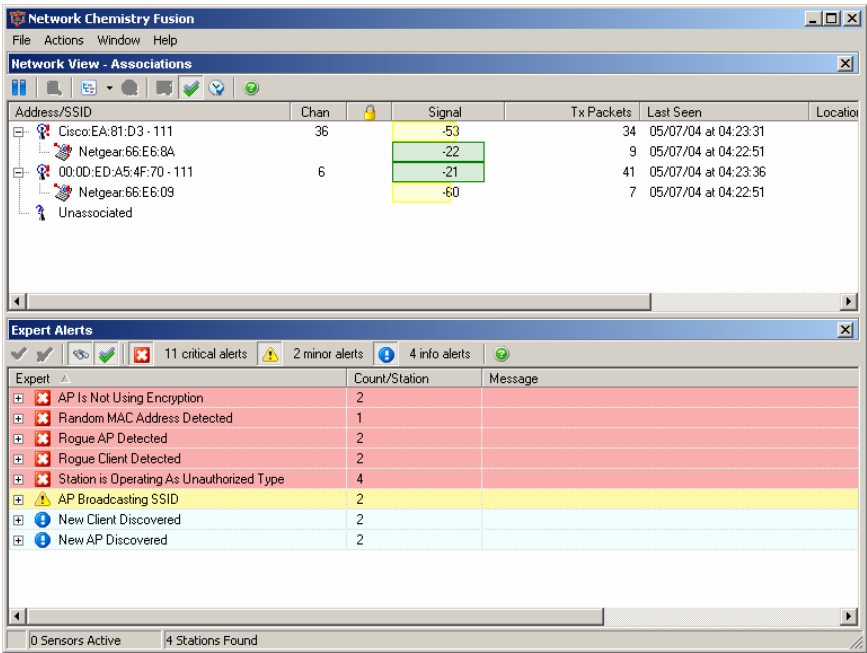 Network Chemistry Fusion
File Actions Window Help
Network View - Associations
Address/SSID Chan Signal Tx Packets Last Seen Location
Cisco:EA:81:D3 - 111 36 -53 34 05/07/04 at 04:23:31
Netgear:66:E6:8A -22 9 05/07/04 at 04:22:51
00:0D:ED:A5:4F:70 - 111 6 -21 41 05/07/04 at 04:23:36
Netgear:66:E6:09 -60 7 05/07/04 at 04:22:51
Unassociated
Expert Alerts
11 critical alerts 2 minor alerts 4 info alerts
Expert Count/Station Message
AP Is Not Using Encryption 2
Random MAC Address Detected 1
Rogue AP Detected 2
Rogue Client Detected 2
Station is Operating As Unauthorized Type 4
AP Broadcasting SSID 2
New Client Discovered 2
New AP Discovered 2
0 Sensors Active 4 Stations Found